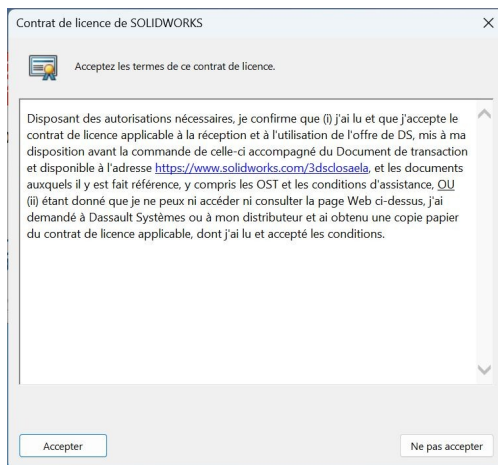 Contrat de licence de SOLIDWORKS
Acceptez les termes de ce contrat de licence.
Disposant des autorisations nécessaires, je confirme que (i) j'ai lu et que j'accepte le
contrat de licence applicable à la réception et à l'utilisation de l'offre de DS, mis à ma
disposition avant la commande de celle-ci accompagné du Document de transaction
et disponible à l'adresse https://www.solidworks.com/3dsclosaela, et les documents
auxquels il y est fait référence, y compris les OST et les conditions d'assistance, OU
(ii) étant donné que je ne peux ni accéder ni consulter la page Web ci-dessus, j'ai
demandé à Dassault Systèmes ou à mon distributeur et ai obtenu une copie papier
du contrat de licence applicable, dont j'ai lu et accepté les conditions.
Accepter
Ne pas accepter